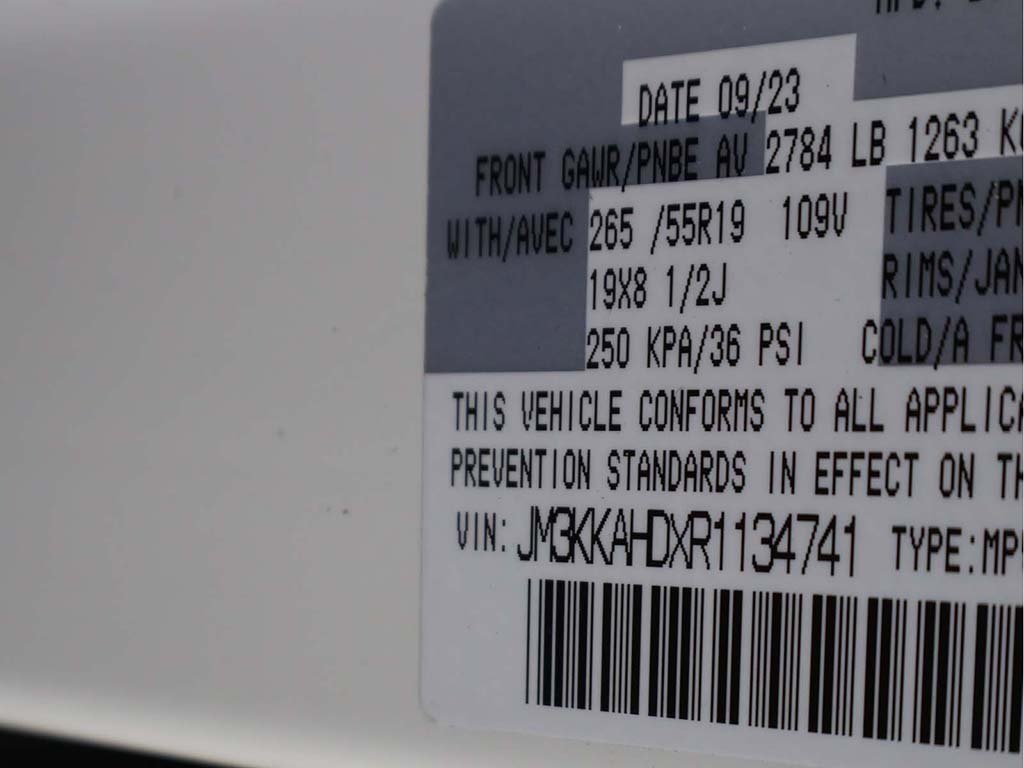 DATE 09/23
FRONT GAWR/PNBE AV 2784 LB 1263
WITH/AVEC 265 /55R19 109V TIRES/
19X8 1/2J RIMS/
250 KPA/36 PSI COLD/A
THIS VEHICLE CONFORMS TO ALL
PREVENTION STANDARDS IN EFFECT ON
VIN: JM3KKAHDXR1134741 TYPE: